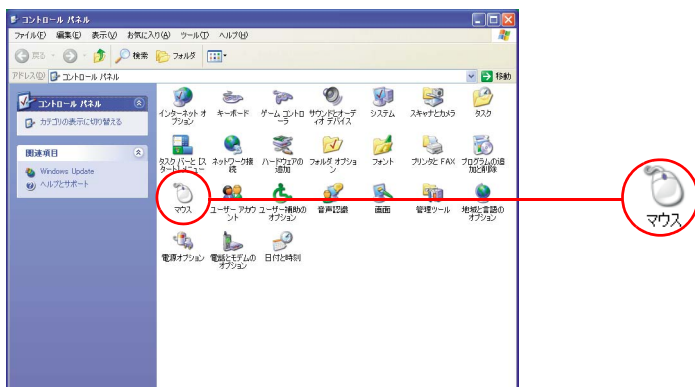 コントロール パネル
ファイル(F) 編集(E) 表示(V) お気に入り(A) ツール(T) ヘルプ(H)
戻る 検索 フォルダ
アドレス(D) コントロール パネル 移動
コントロール パネル
カテゴリの表示に切り替える
関連項目
Windows Update
ヘルプとサポート
インターネット オ
プション
キーボード
ゲーム コントロ
ーラ
サウンドとオーデ
ィオ デバイス
システム
スキャナとカメラ
タスク
タスク バーと [ス
タート] メニュー
ネットワーク接
続
ハードウェアの
追加
フォルダ オプショ
ン
フォント
プリンタと FAX
プログラムの追
加と削除
マウス
ユーザー アカウ
ント
ユーザー補助の
オプション
音声認識
画面
管理ツール
地域と言語の
オプション
電源オプション
電話とモデムの
オプション
日付と時刻
マウス